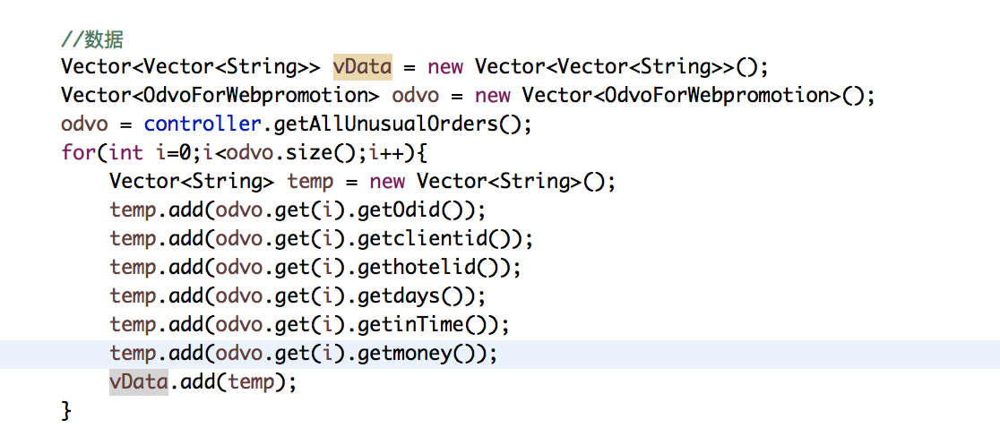 //数据
Vector<Vector<String>> vData = new Vector<Vector<String>>();
Vector<OdvoForWebpromotion> odvo = new Vector<OdvoForWebpromotion>();
odvo = controller.getAllUnusualOrders();
for(int i=0;i<odvo.size();i++){
Vector<String> temp = new Vector<String>();
temp.add(odvo.get(i).getOdid());
temp.add(odvo.get(i).getclientid());
temp.add(odvo.get(i).gethotelid());
temp.add(odvo.get(i).getdays());
temp.add(odvo.get(i).getinTime());
temp.add(odvo.get(i).getmoney());
vData.add(temp);
}